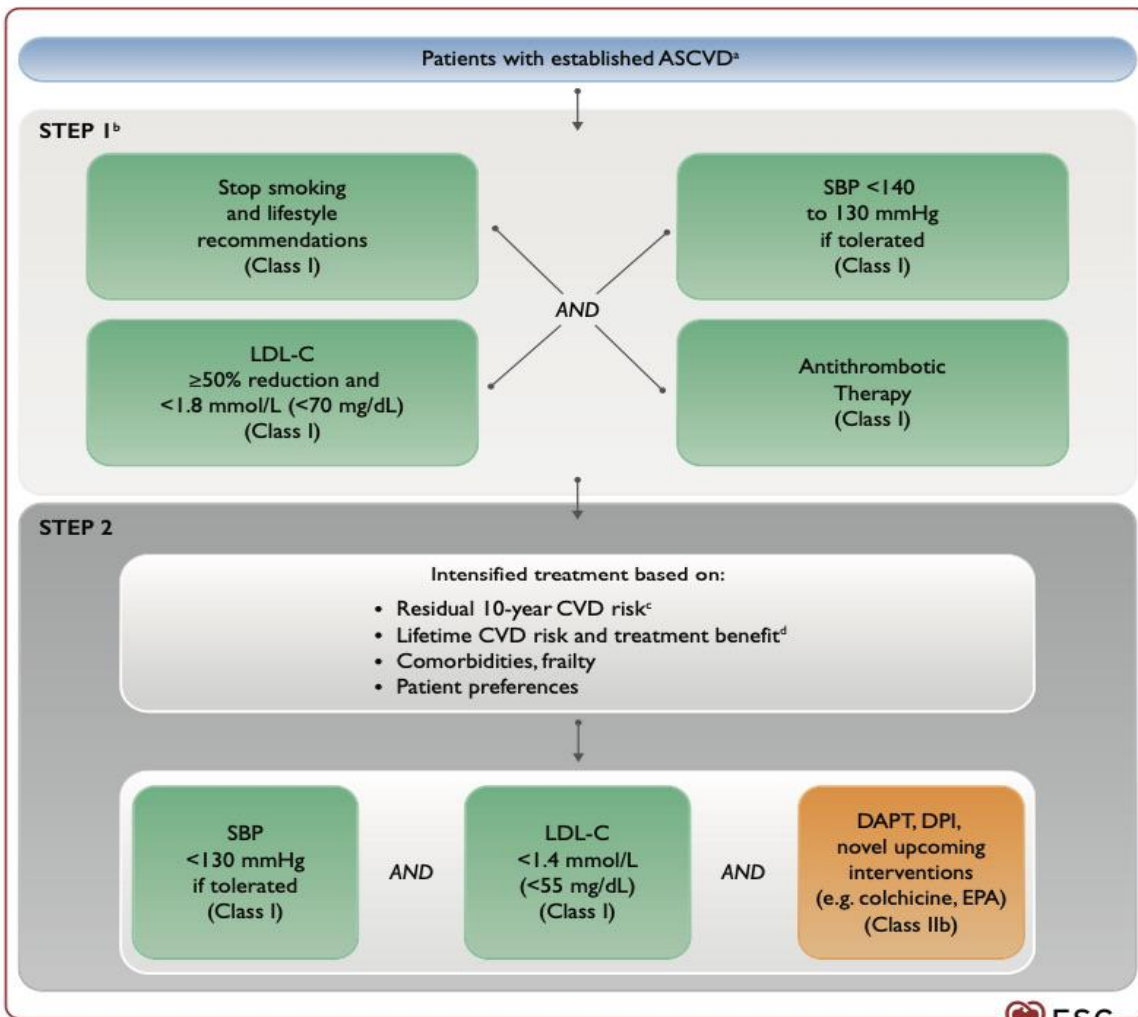 Patients with established ASCVDᵃ
STEP 1ᵇ
Stop smoking
and lifestyle
recommendations
(Class I)
SBP <140
to 130 mmHg
if tolerated
(Class I)
AND
LDL-C
≥50% reduction and
<1.8 mmol/L (<70 mg/dL)
(Class I)
Antithrombotic
Therapy
(Class I)
STEP 2
Intensified treatment based on:
• Residual 10-year CVD riskᶜ
• Lifetime CVD risk and treatment benefitᵈ
• Comorbidities, frailty
• Patient preferences
SBP
<130 mmHg
if tolerated
(Class I)
AND
LDL-C
<1.4 mmol/L
(<55 mg/dL)
(Class I)
AND
DAPT, DPI,
novel upcoming
interventions
(e.g. colchicine, EPA)
(Class IIb)
ESC